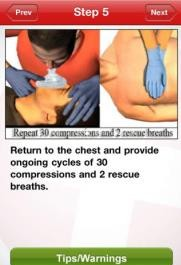 Prev
Step 5
Next
Repeat 30 compressions and 2 rescue breaths
Return to the chest and provide
ongoing cycles of 30
compressions and 2 rescue
breaths.
Tips/Warnings